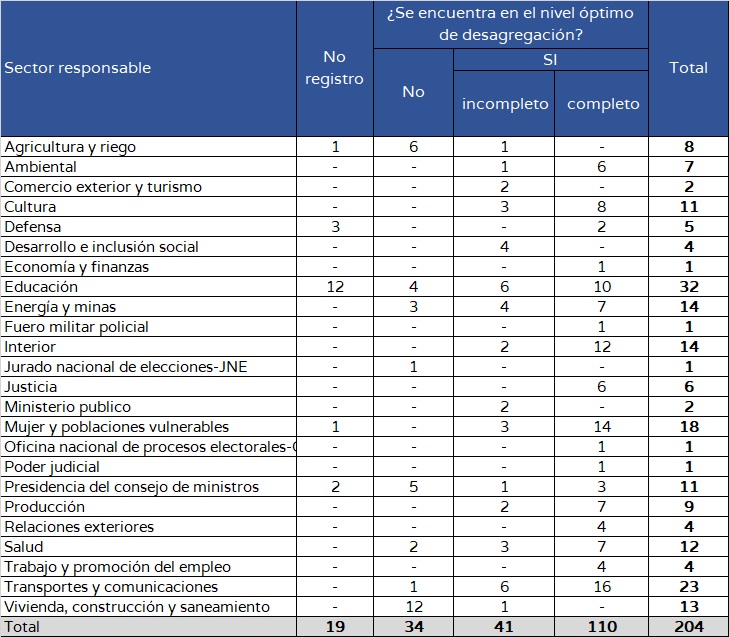 Sector responsable No registro ¿Se encuentra en el nivel óptimo de desagregación? Total
No SI
incompleto completo
Agricultura y riego 1 6 1 - 8
Ambiental - - 1 6 7
Comercio exterior y turismo - - 2 - 2
Cultura - - 3 8 11
Defensa 3 - - 2 5
Desarrollo e inclusión social - - 4 - 4
Economía y finanzas - - - 1 1
Educación 12 4 6 10 32
Energía y minas - 3 4 7 14
Fuero militar policial - - - 1 1
Interior - - 2 12 14
Jurado nacional de elecciones-JNE - 1 - - 1
Justicia - - - 6 6
Ministerio publico - - 2 - 2
Mujer y poblaciones vulnerables 1 - 3 14 18
Oficina nacional de procesos electorales- - - - 1 1
Poder judicial - - - 1 1
Presidencia del consejo de ministros 2 5 1 3 11
Producción - - 2 7 9
Relaciones exteriores - - - 4 4
Salud - 2 3 7 12
Trabajo y promoción del empleo - - - 4 4
Transportes y comunicaciones - 1 6 16 23
Vivienda, construcción y saneamiento - 12 1 - 13
Total 19 34 41 110 204